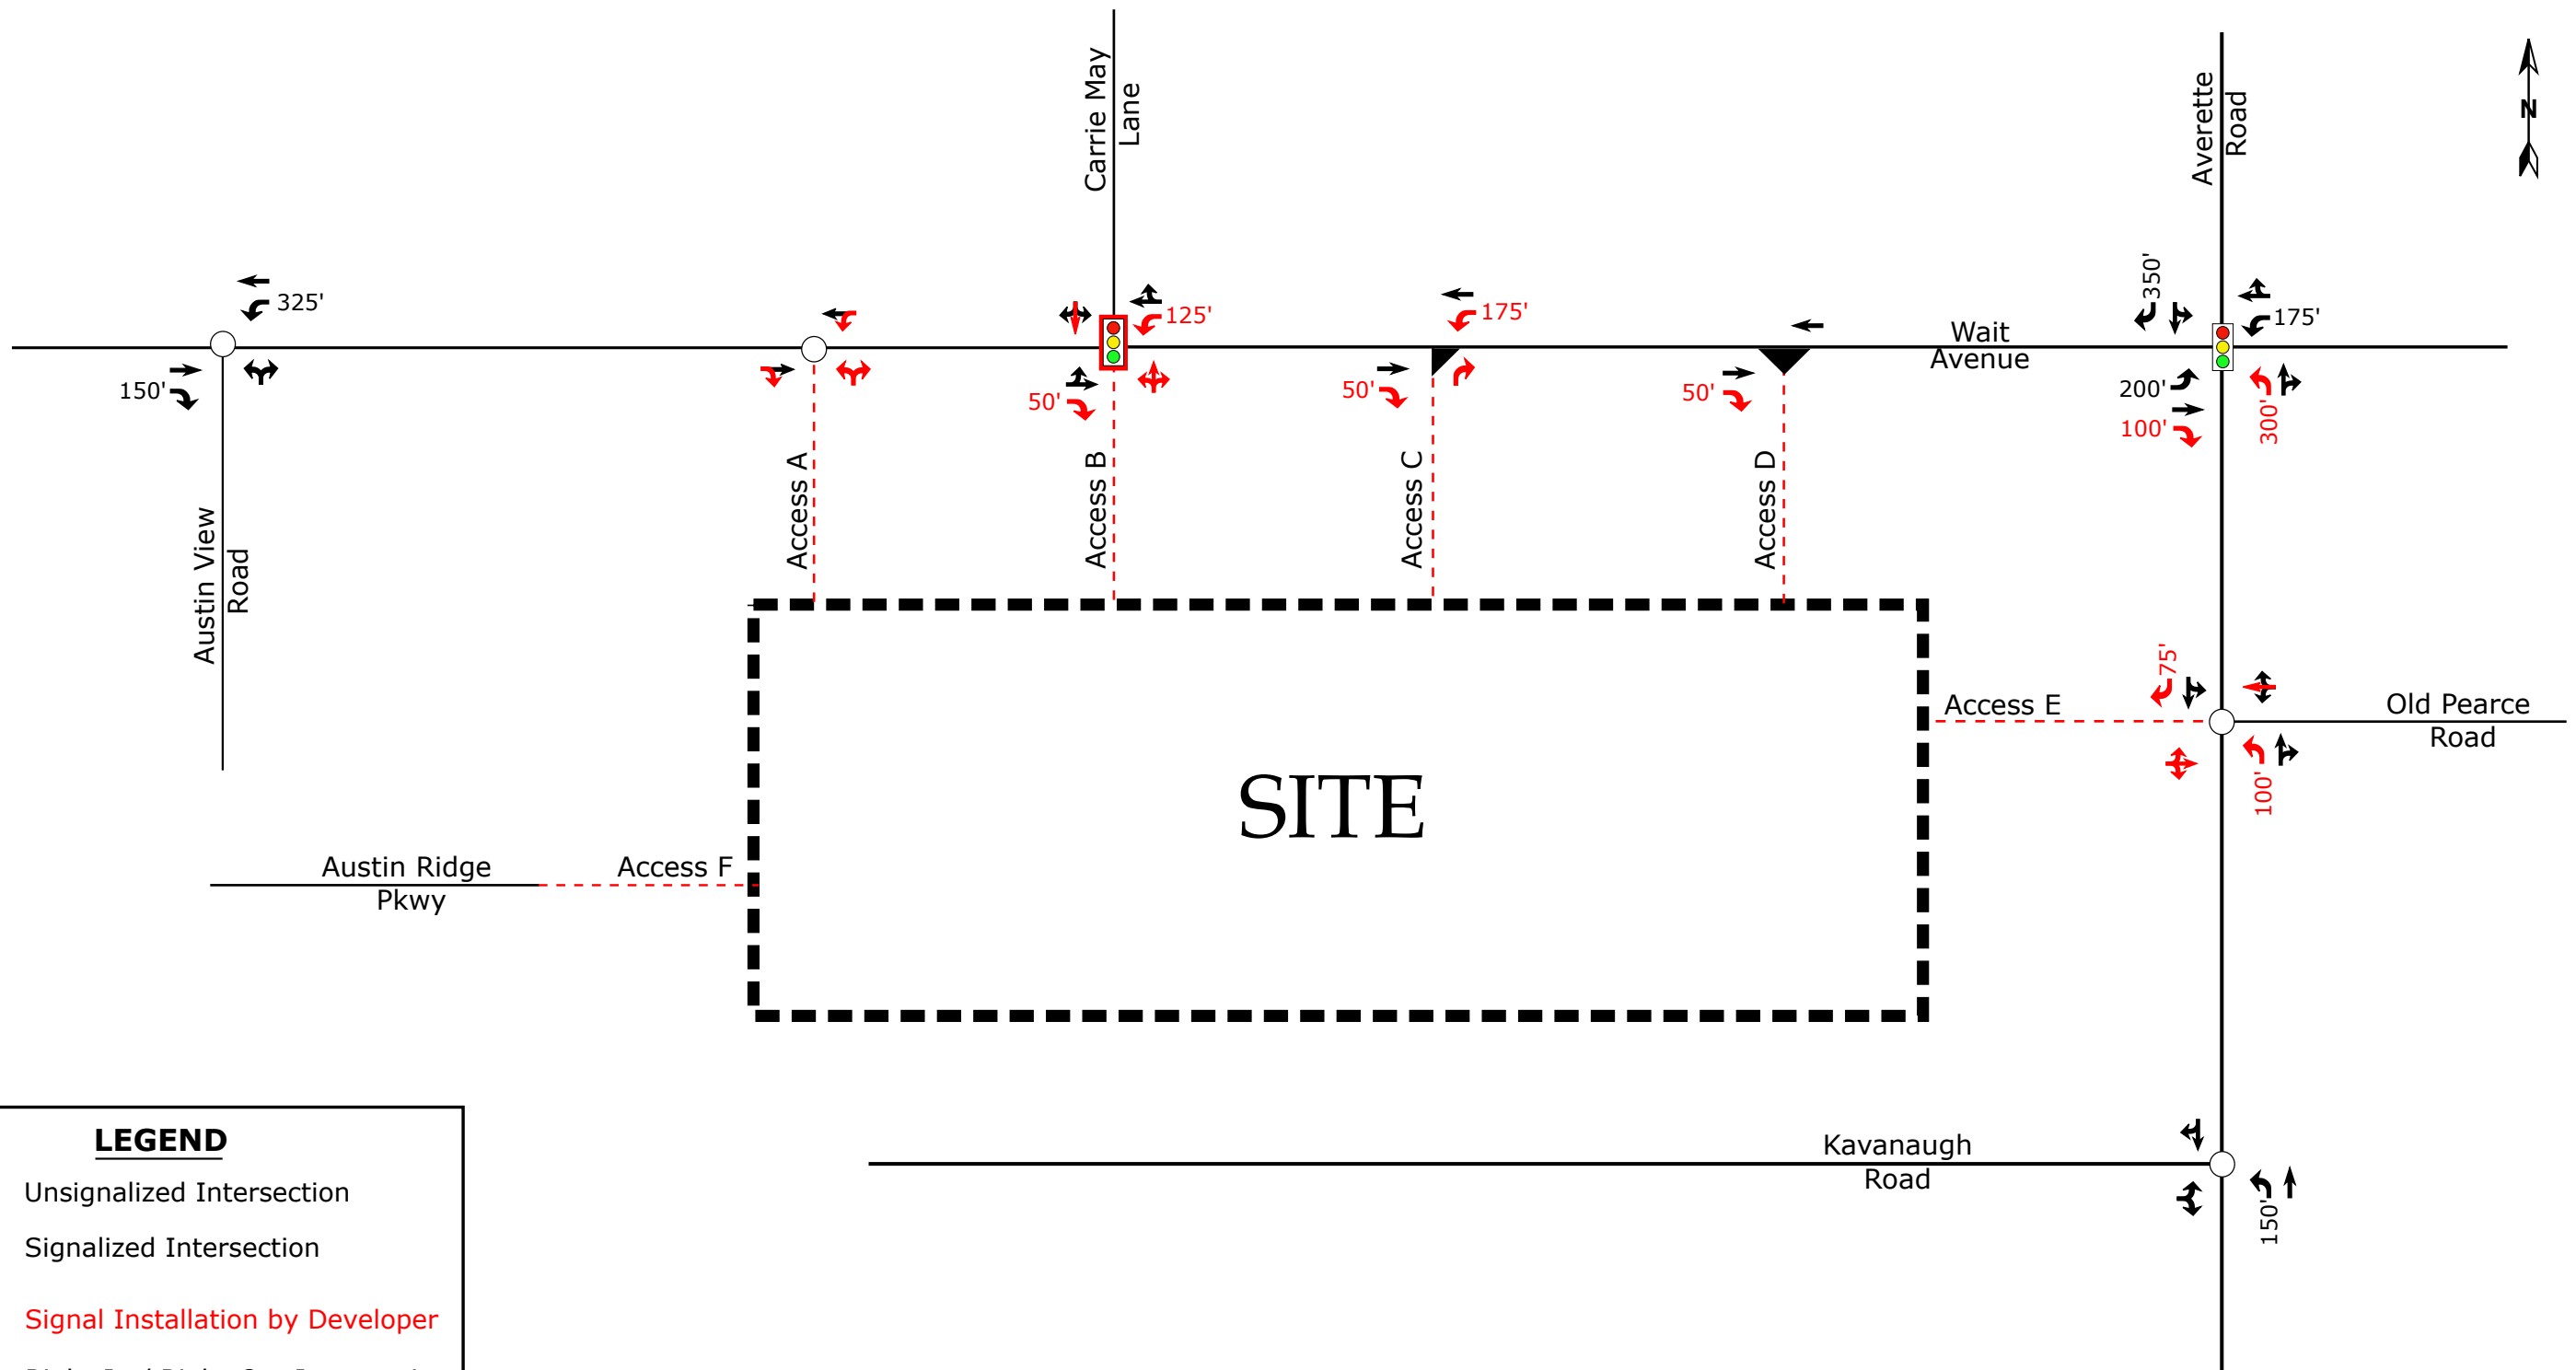 Carrie May
Lane
Averette
Road
N
325'
150'
125'
50'
175'
50'
50'
Wait
Avenue
350'
175'
200'
100'
300'
Austin View
Road
Access A
Access B
Access C
Access D
75'
Access E
Old Pearce
Road
100'
SITE
Austin Ridge
Pkwy
Access F
Kavanaugh
Road
150'
LEGEND
Unsignalized Intersection
Signalized Intersection
Signal Installation by Developer